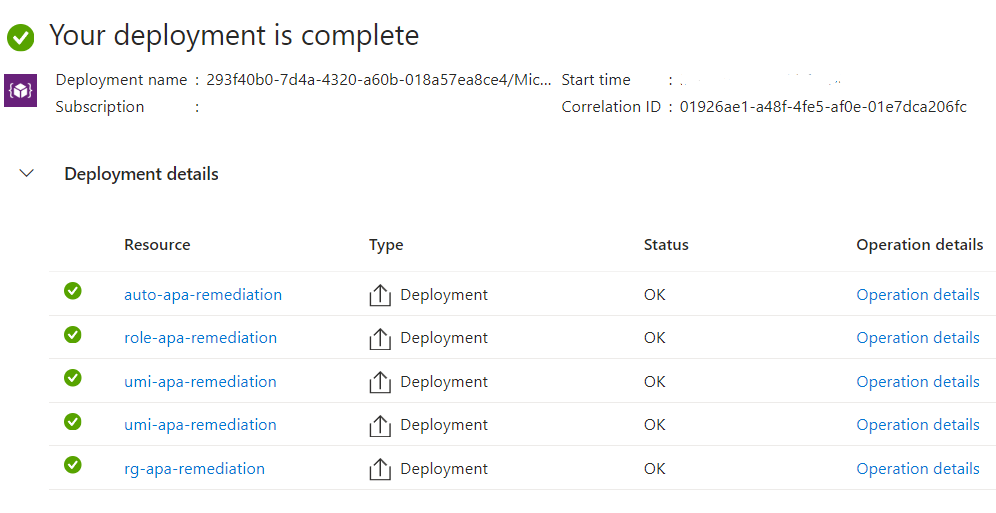 Your deployment is complete
Deployment name : 293f40b0-7d4a-4320-a60b-018a57ea8ce4/Mic... Start time :
Subscription : Correlation ID : 01926ae1-a48f-4fe5-af0e-01e7dca206fc
Deployment details
Resource Type Status Operation details
auto-apa-remediation Deployment OK Operation details
role-apa-remediation Deployment OK Operation details
umi-apa-remediation Deployment OK Operation details
umi-apa-remediation Deployment OK Operation details
rg-apa-remediation Deployment OK Operation details